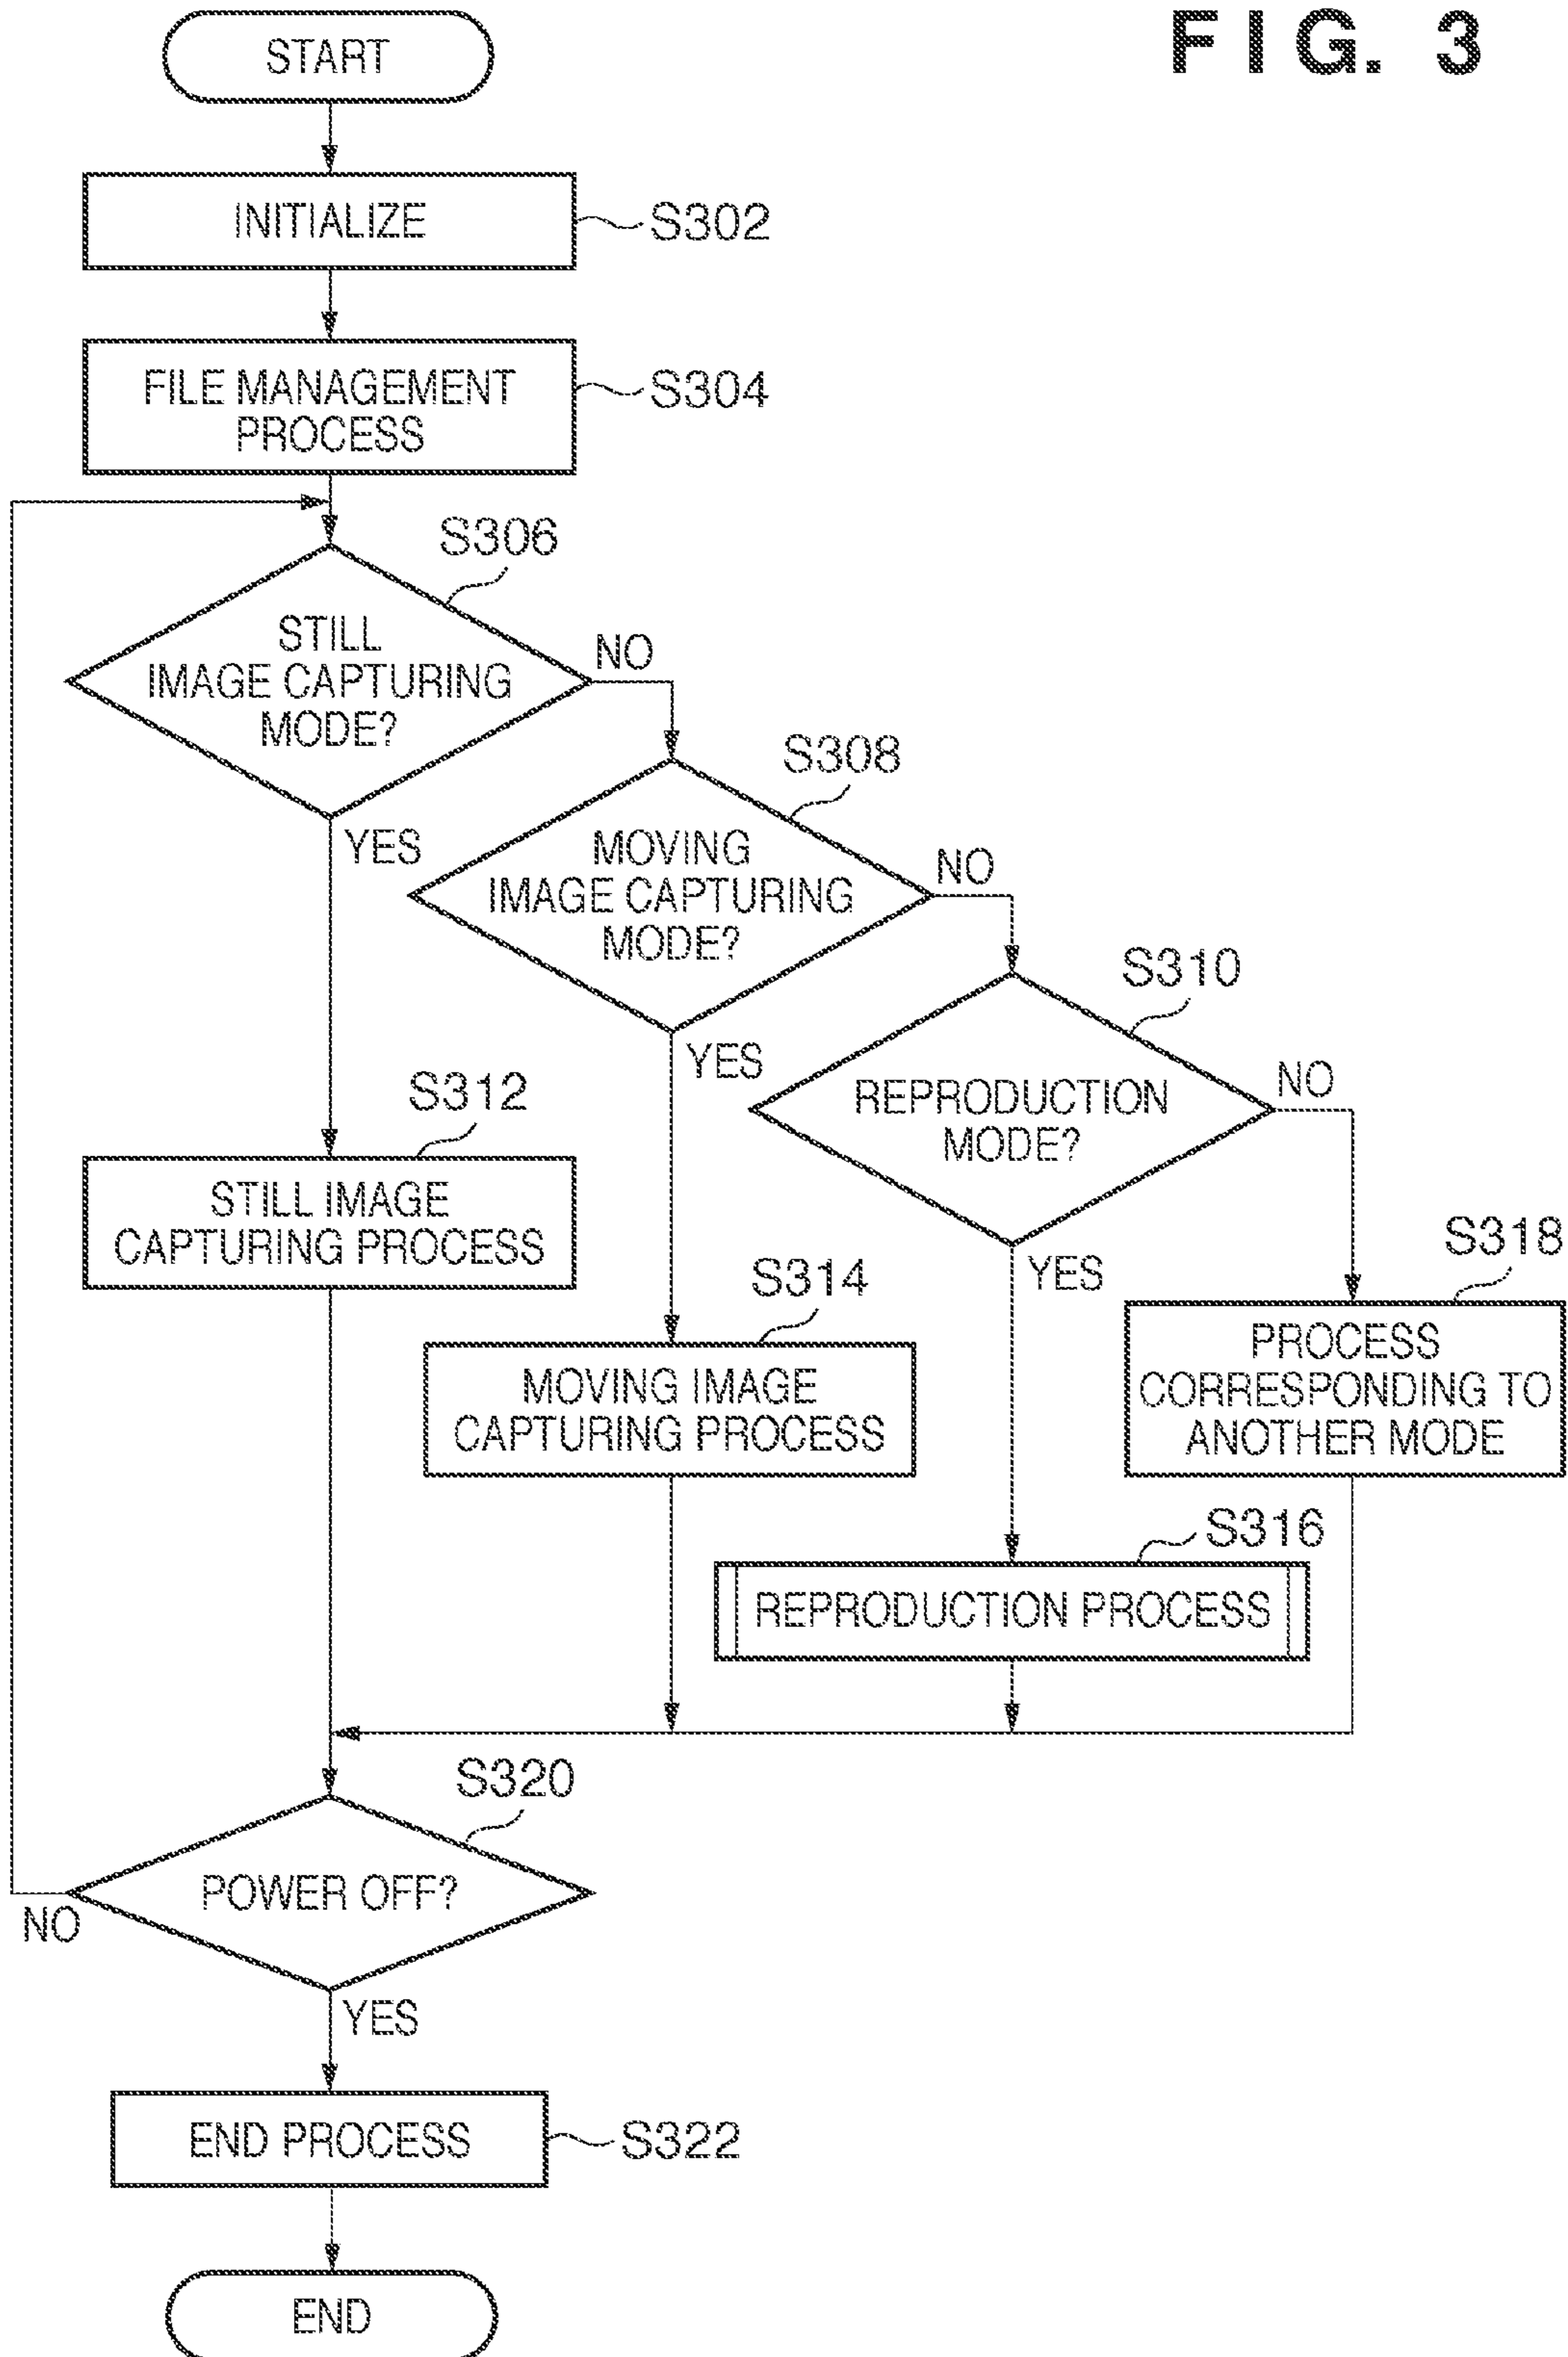 FIG. 3
START
INITIALIZE
S302
FILE MANAGEMENT
PROCESS
S304
S306
STILL
IMAGE CAPTURING
MODE?
NO
YES
S308
MOVING
IMAGE CAPTURING
MODE?
NO
YES
S310
REPRODUCTION
MODE?
NO
YES
S312
STILL IMAGE
CAPTURING PROCESS
S314
MOVING IMAGE
CAPTURING PROCESS
S318
PROCESS
CORRESPONDING TO
ANOTHER MODE
S316
REPRODUCTION PROCESS
S320
POWER OFF?
NO
YES
END PROCESS
S322
END